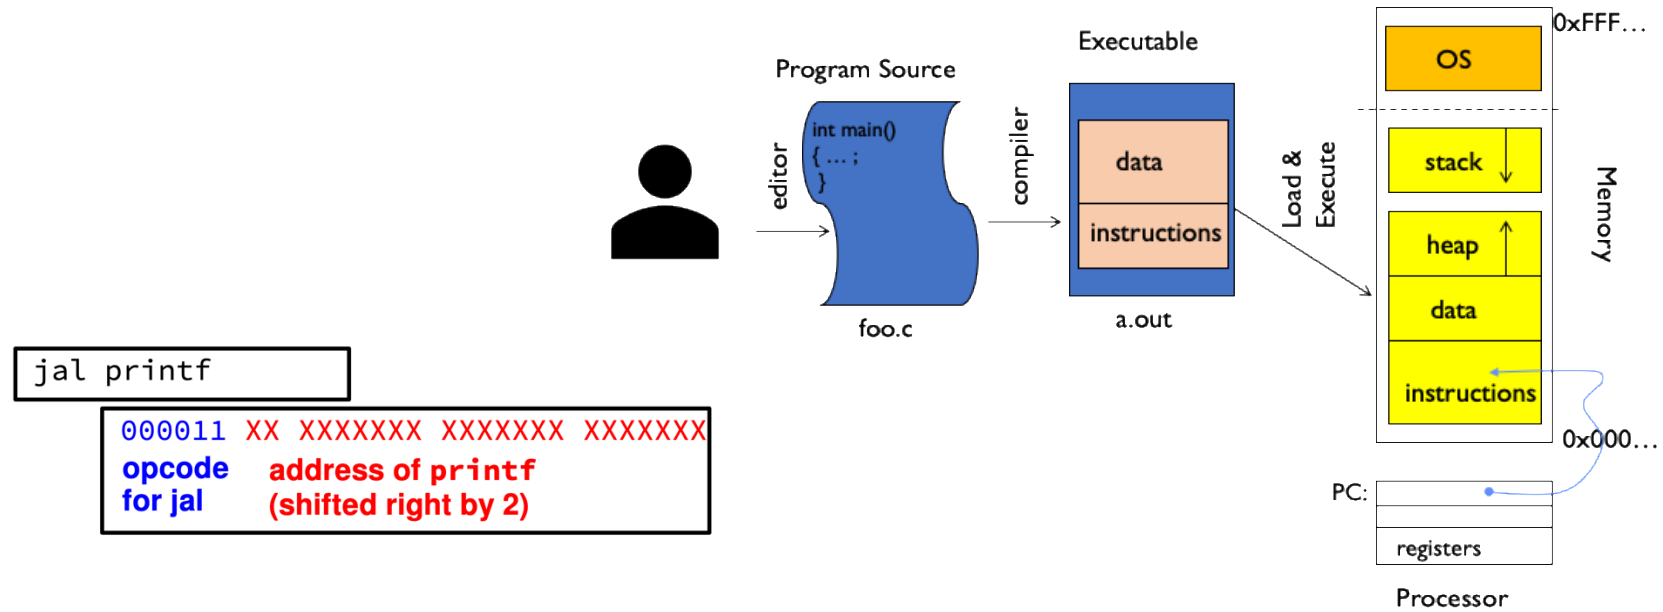 Program Source
int main()
{ ... ;
}
foo.c
editor
compiler
Executable
data
instructions
a.out
Load &
Execute
0xFFF...
OS
stack
heap
data
instructions
Memory
0x000...
PC:
registers
Processor
jal printf
000011 XX XXXXXXX XXXXXXX XXXXXXX
opcode
for jal
address of printf
(shifted right by 2)